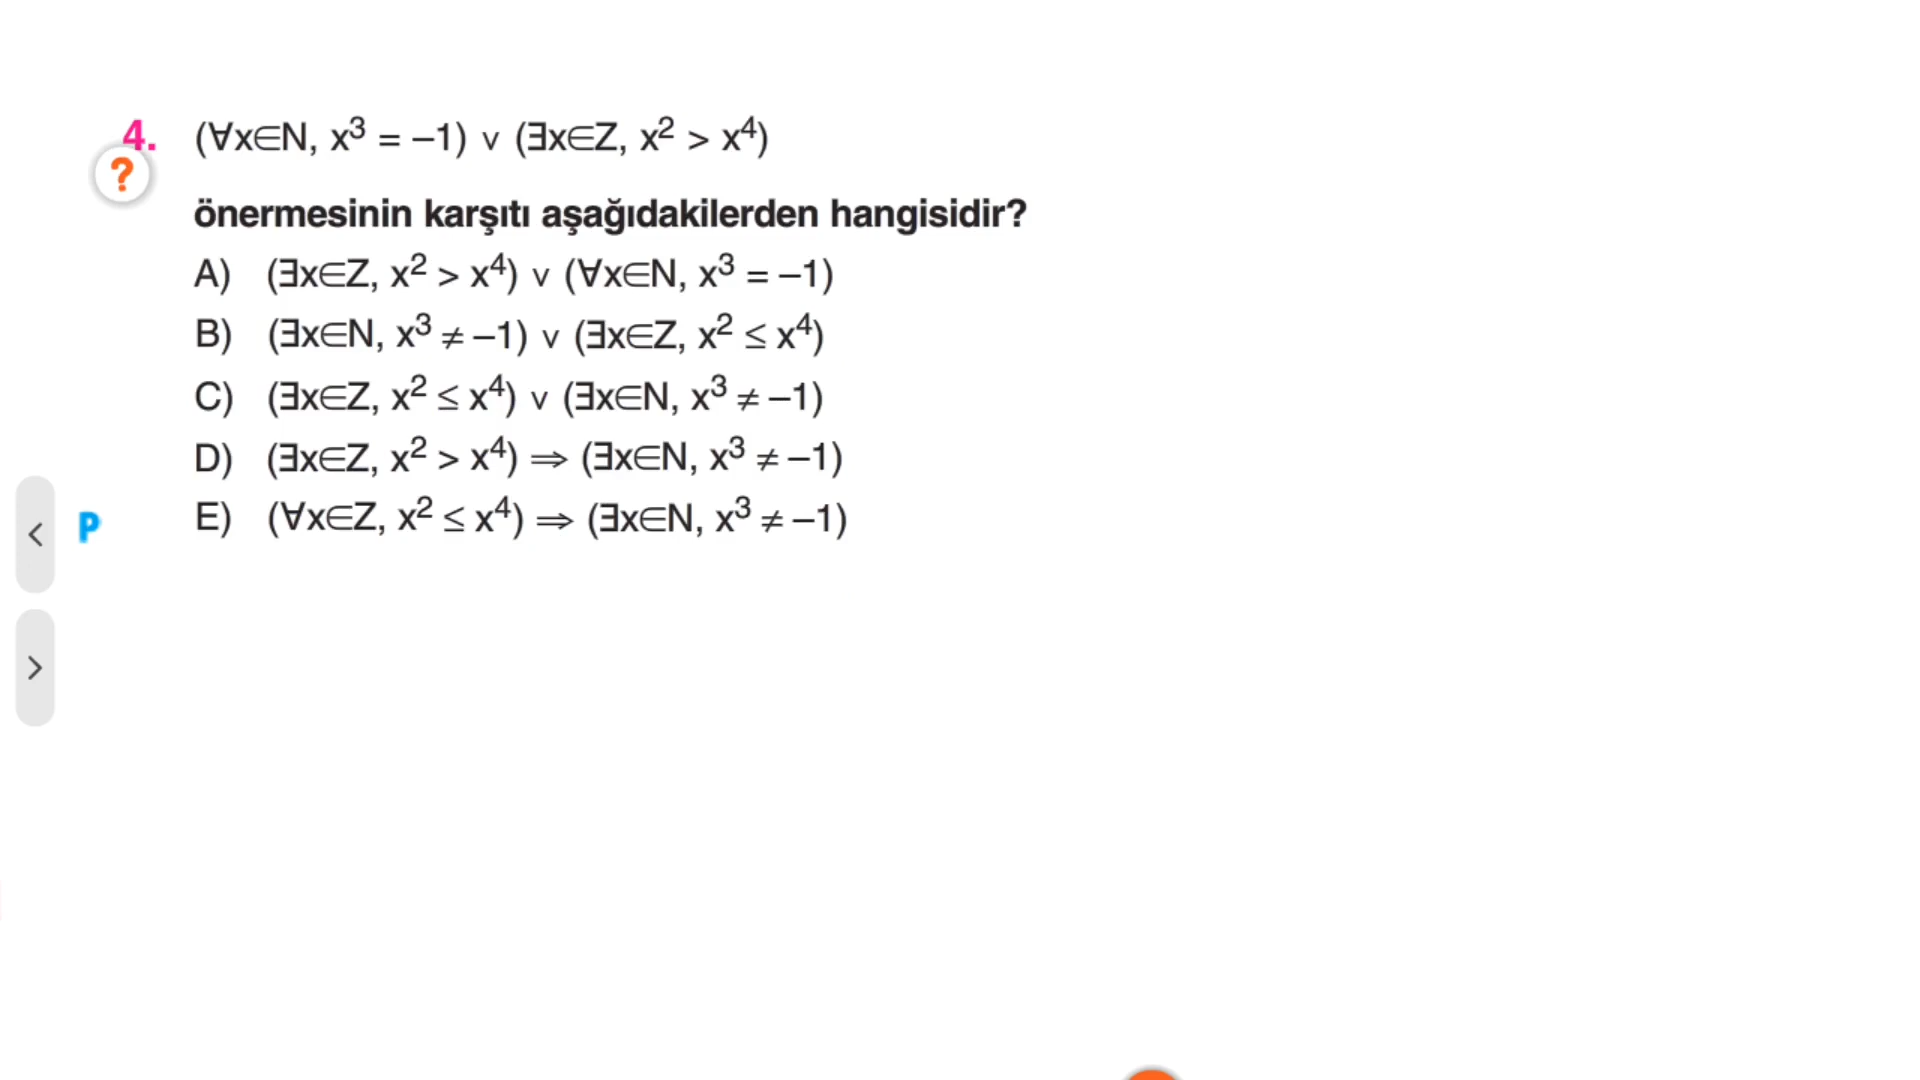 4. (∀x∈N, x³ = –1) ∨ (∃x∈Z, x² > x⁴)
?
önermesinin karşıtı aşağıdakilerden hangisidir?
A) (∃x∈Z, x² > x⁴) ∨ (∀x∈N, x³ = –1)
B) (∃x∈N, x³ ≠ –1) ∨ (∃x∈Z, x² ≤ x⁴)
C) (∃x∈Z, x² ≤ x⁴) ∨ (∃x∈N, x³ ≠ –1)
D) (∃x∈Z, x² > x⁴) ⇒ (∃x∈N, x³ ≠ –1)
E) (∀x∈Z, x² ≤ x⁴) ⇒ (∃x∈N, x³ ≠ –1)
P